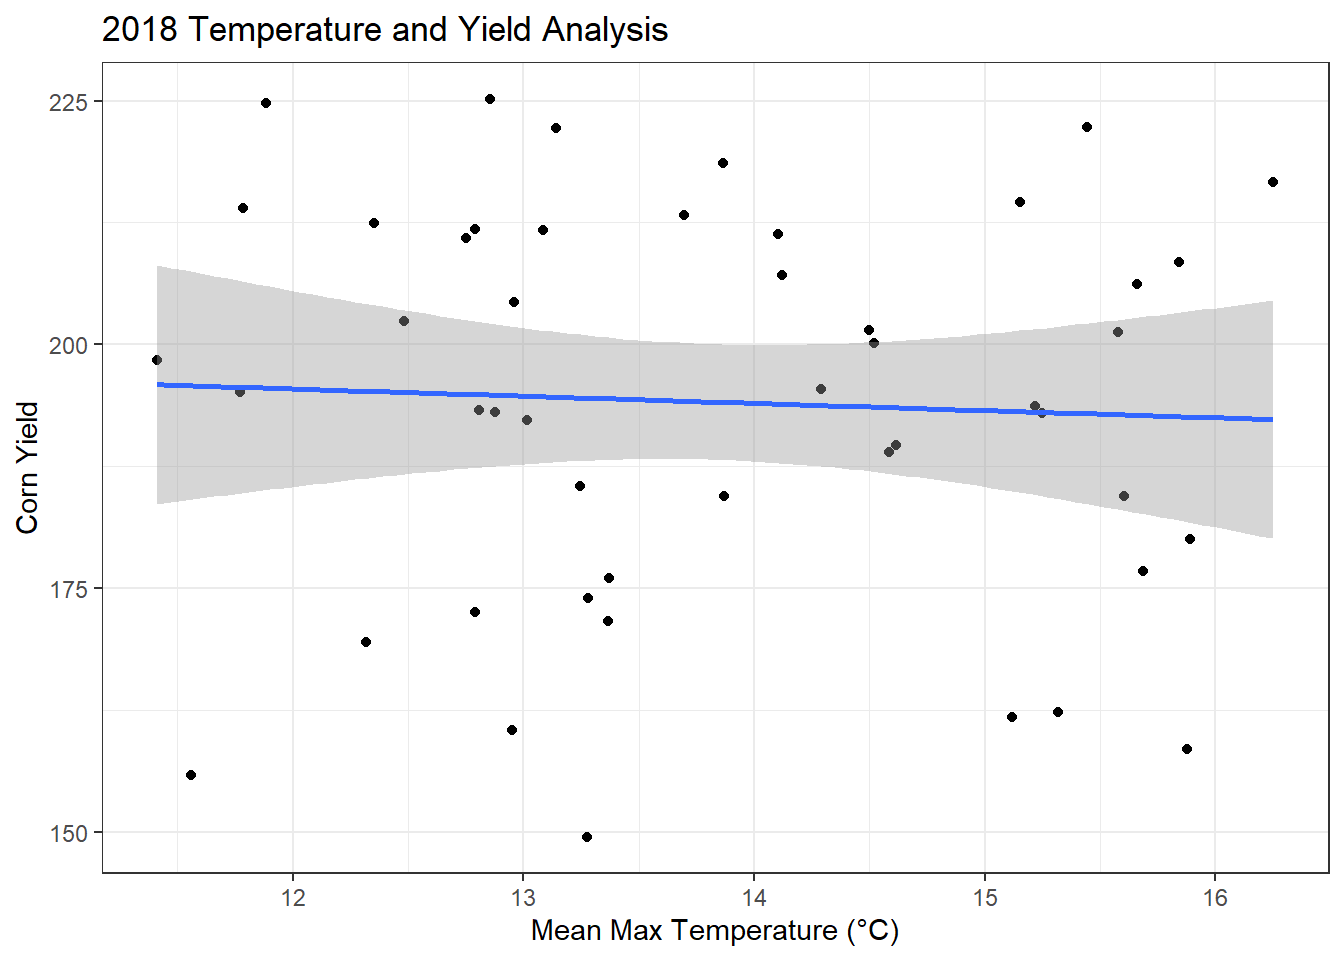 2018 Temperature and Yield Analysis
225
200
175
150
Corn Yield
12 13 14 15 16
Mean Max Temperature (°C)